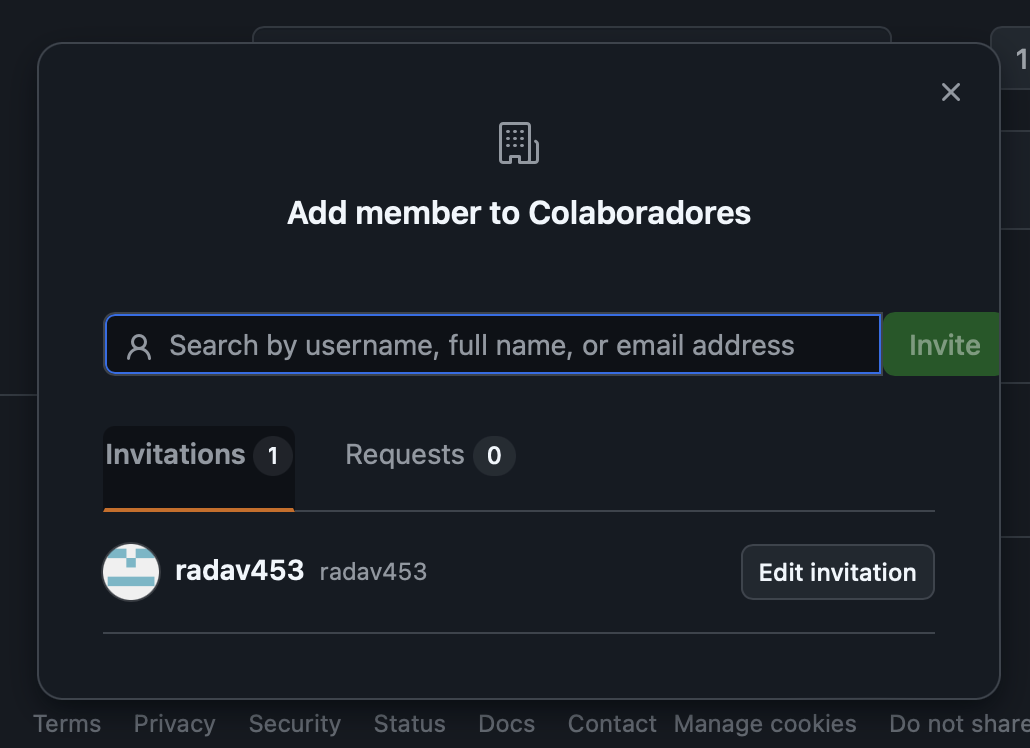 1
Add member to Colaboradores
Search by username, full name, or email address Invite
Invitations 1 Requests 0
radav453 radav453 Edit invitation
Terms Privacy Security Status Docs Contact Manage cookies Do not share